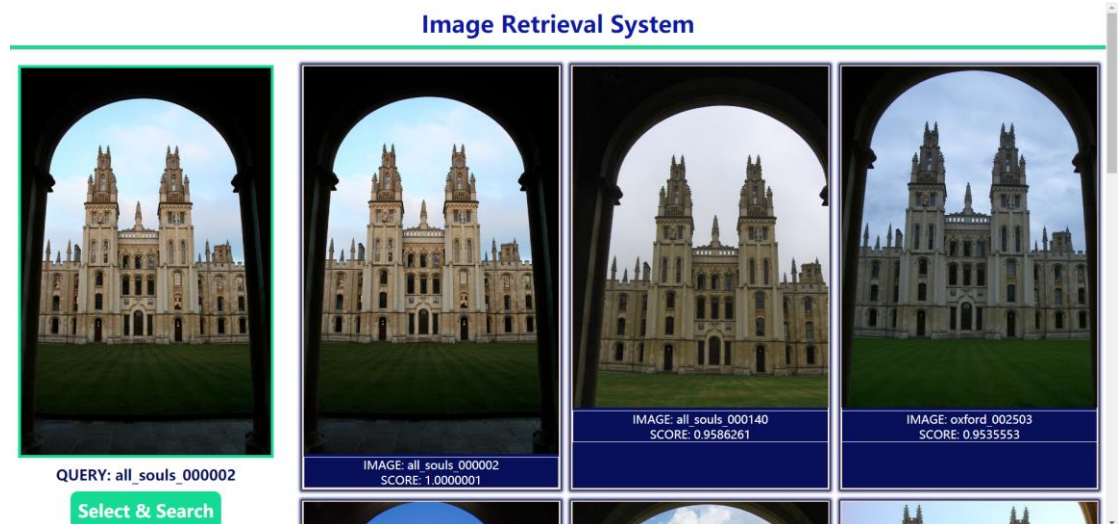 Image Retrieval System
QUERY: all_souls_000002
Select & Search
IMAGE: all_souls_000002
SCORE: 1.0000001
IMAGE: all_souls_000140
SCORE: 0.9586261
IMAGE: oxford_002503
SCORE: 0.9535553